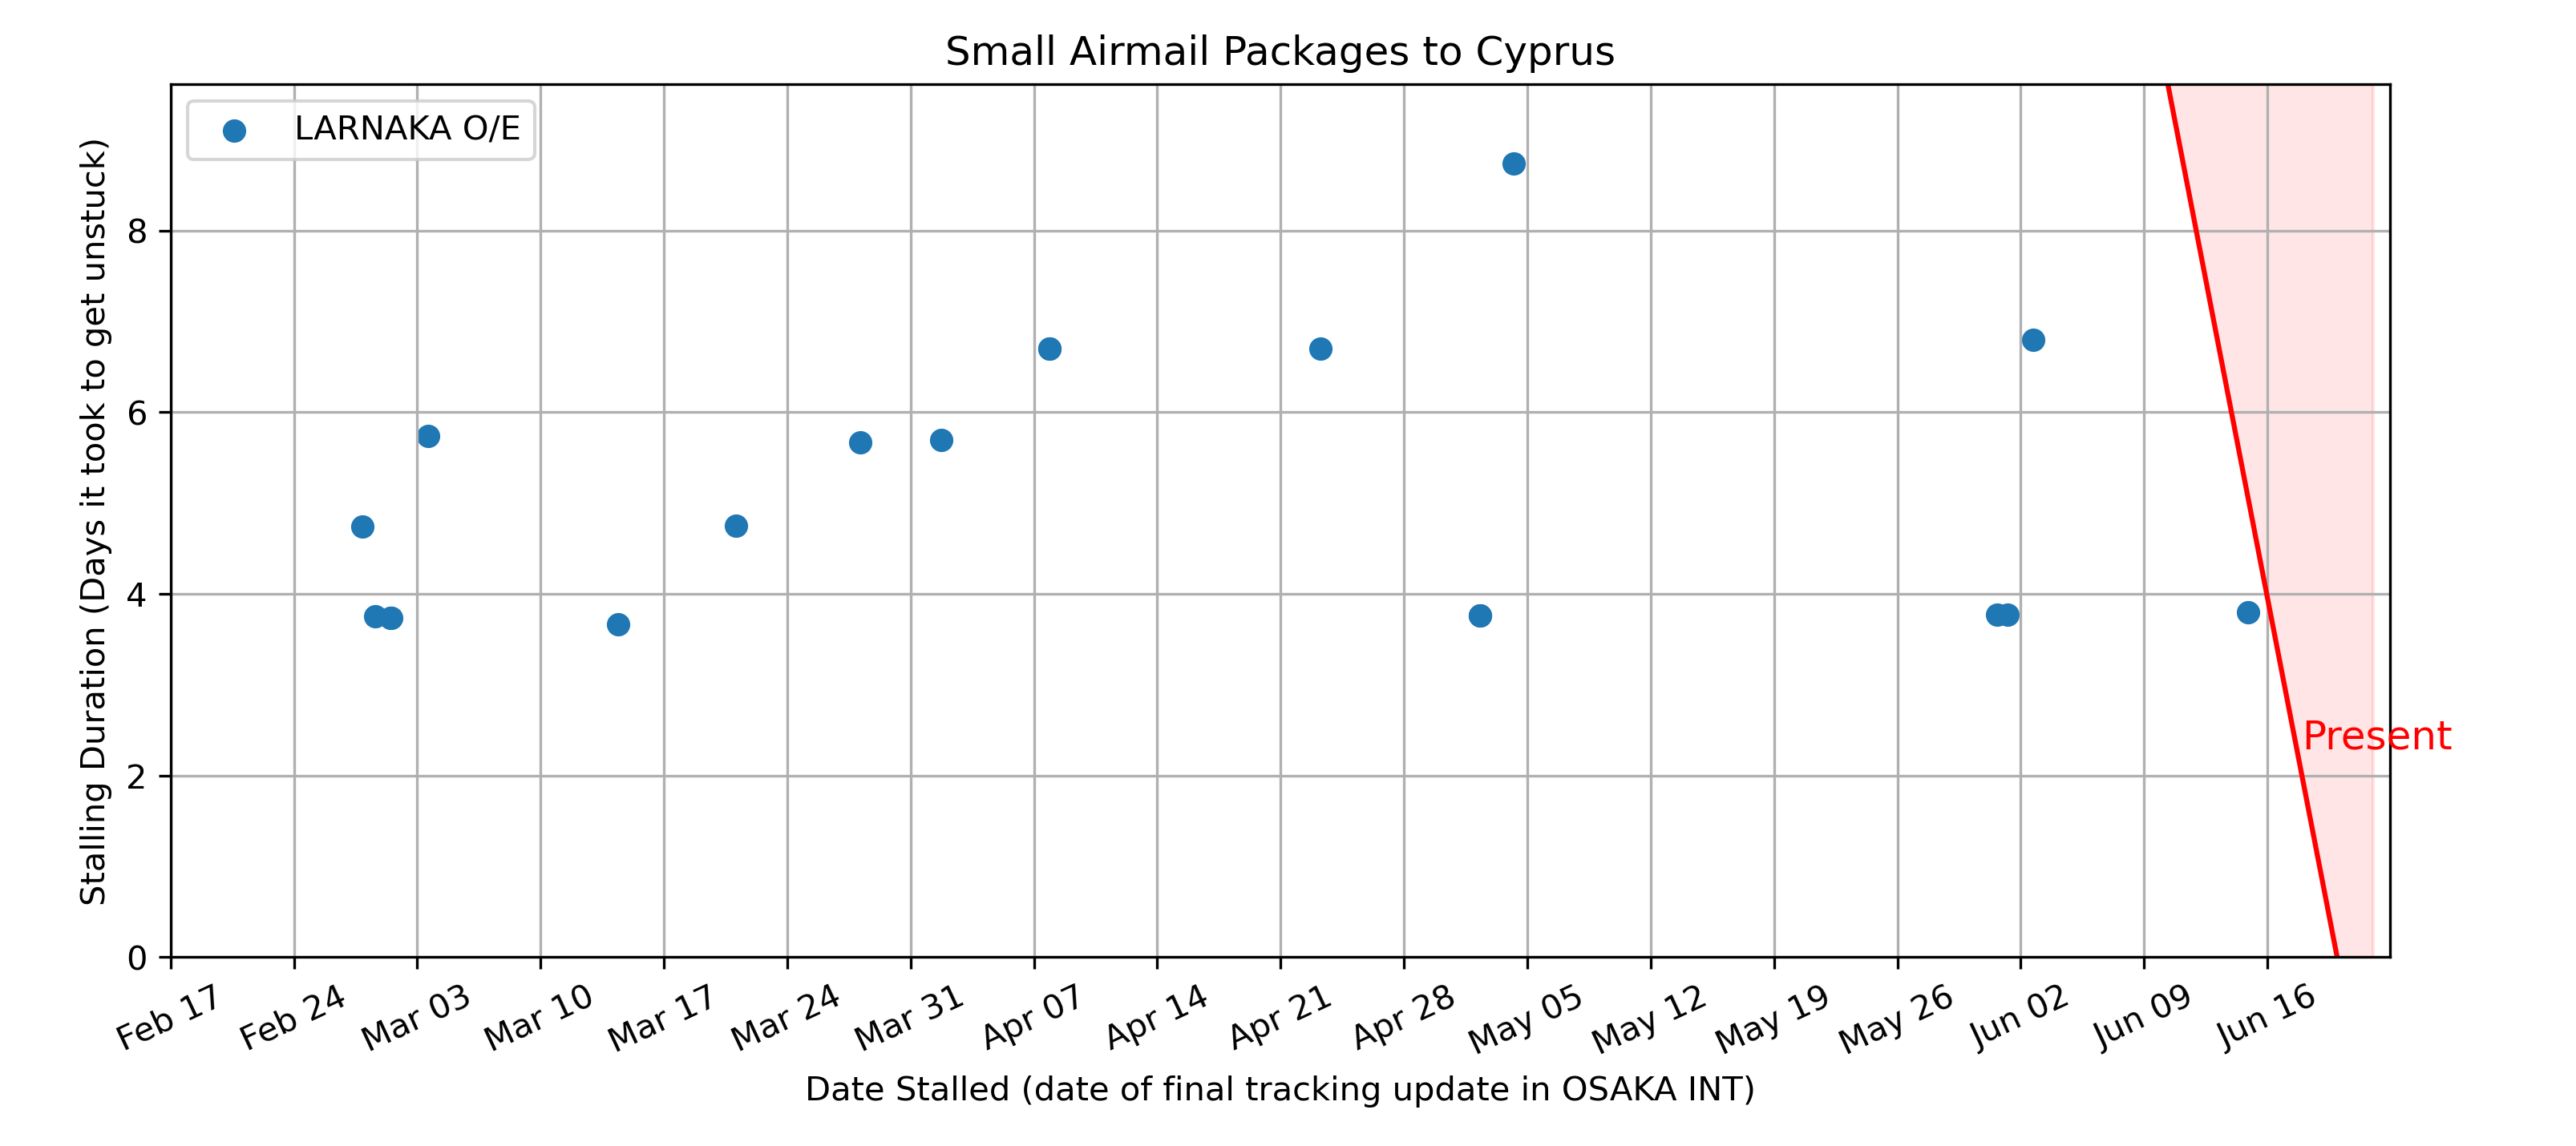 Small Airmail Packages to Cyprus
LARNAKA O/E
Stalling Duration (Days it took to get unstuck)
8
6
4
2
0
Present
Feb 17
Feb 24
Mar 03
Mar 10
Mar 17
Mar 24
Mar 31
Apr 07
Apr 14
Apr 21
Apr 28
May 05
May 12
May 19
May 26
Jun 02
Jun 09
Jun 16
Date Stalled (date of final tracking update in OSAKA INT)